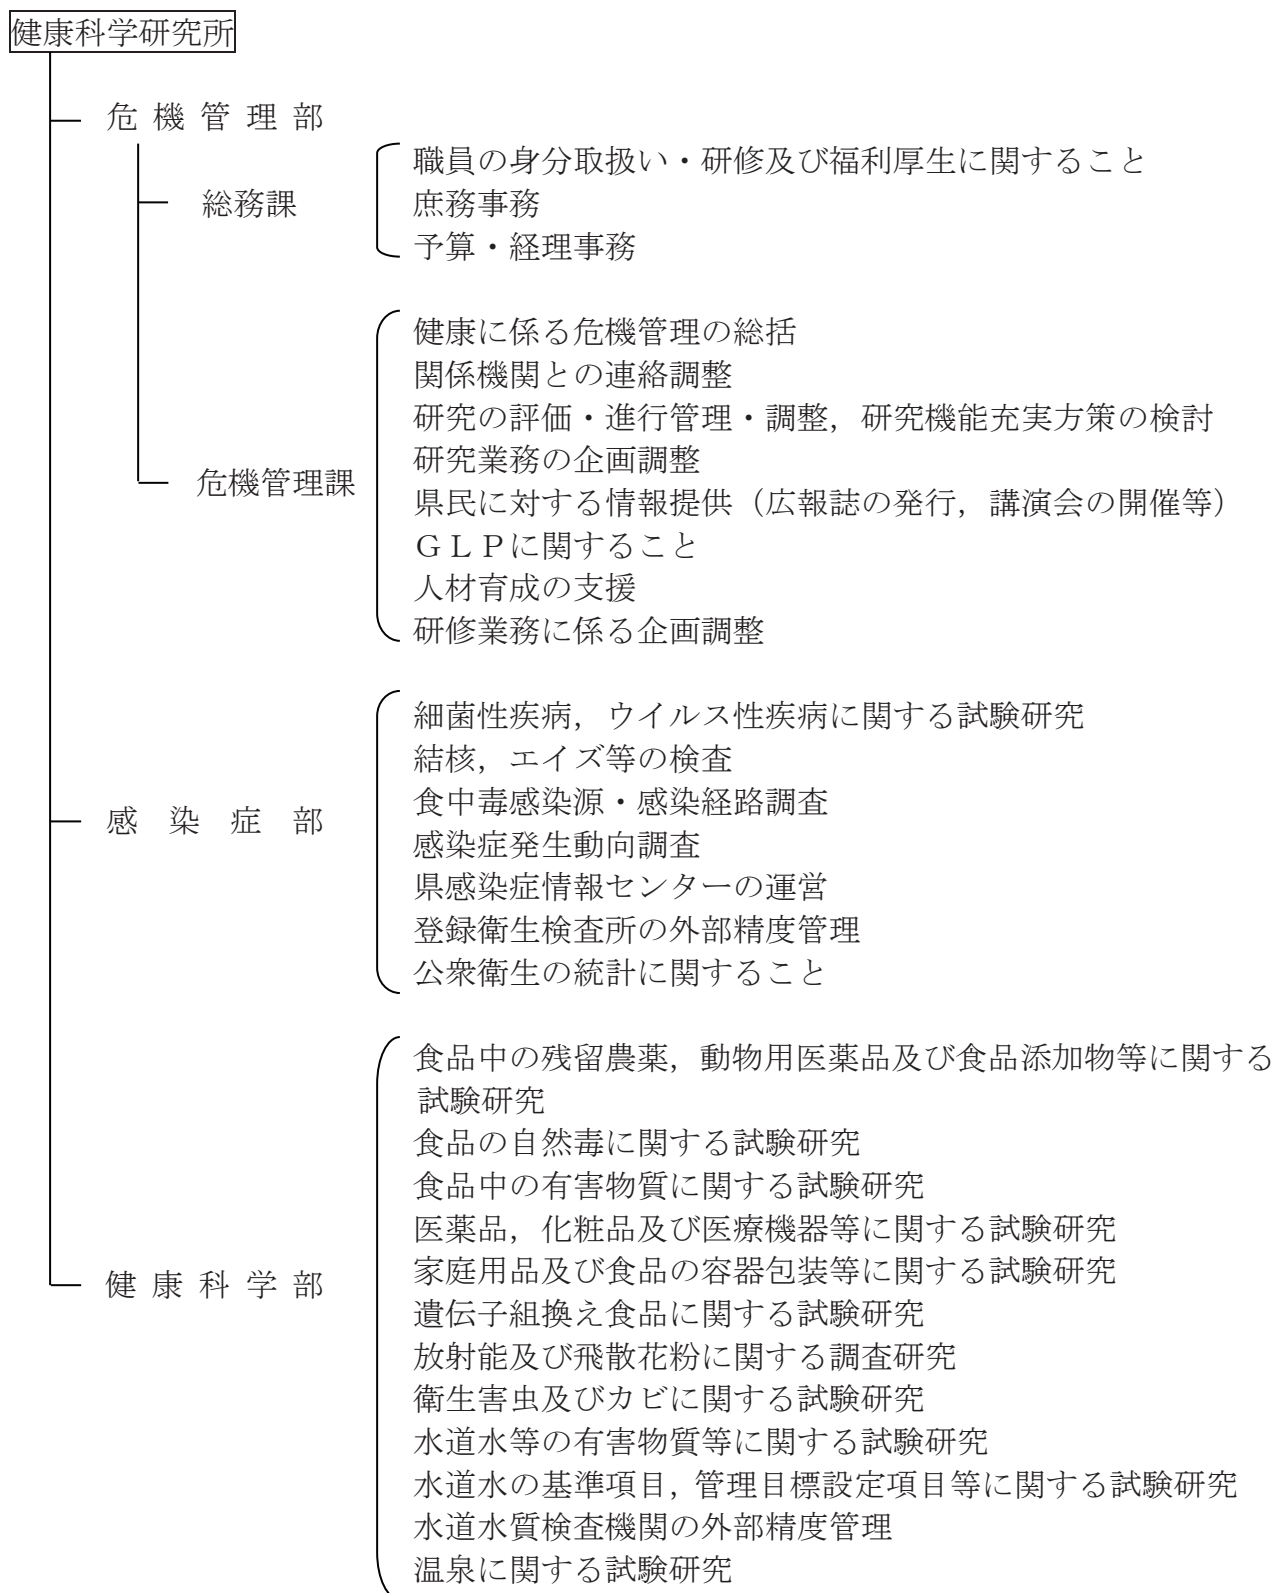 健康科学研究所
危機管理部
総務課
職員の身分取扱い・研修及び福利厚生に関すること
庶務事務
予算・経理事務
危機管理課
健康に係る危機管理の総括
関係機関との連絡調整
研究の評価・進行管理・調整，研究機能充実方策の検討
研究業務の企画調整
県民に対する情報提供（広報誌の発行，講演会の開催等）
ＧＬＰに関すること
人材育成の支援
研修業務に係る企画調整
感染症部
細菌性疾病，ウイルス性疾病に関する試験研究
結核，エイズ等の検査
食中毒感染源・感染経路調査
感染症発生動向調査
県感染症情報センターの運営
登録衛生検査所の外部精度管理
公衆衛生の統計に関すること
健康科学部
食品中の残留農薬，動物用医薬品及び食品添加物等に関する
試験研究
食品の自然毒に関する試験研究
食品中の有害物質に関する試験研究
医薬品，化粧品及び医療機器等に関する試験研究
家庭用品及び食品の容器包装等に関する試験研究
遺伝子組換え食品に関する試験研究
放射能及び飛散花粉に関する調査研究
衛生害虫及びカビに関する試験研究
水道水等の有害物質等に関する試験研究
水道水の基準項目，管理目標設定項目等に関する試験研究
水道水質検査機関の外部精度管理
温泉に関する試験研究